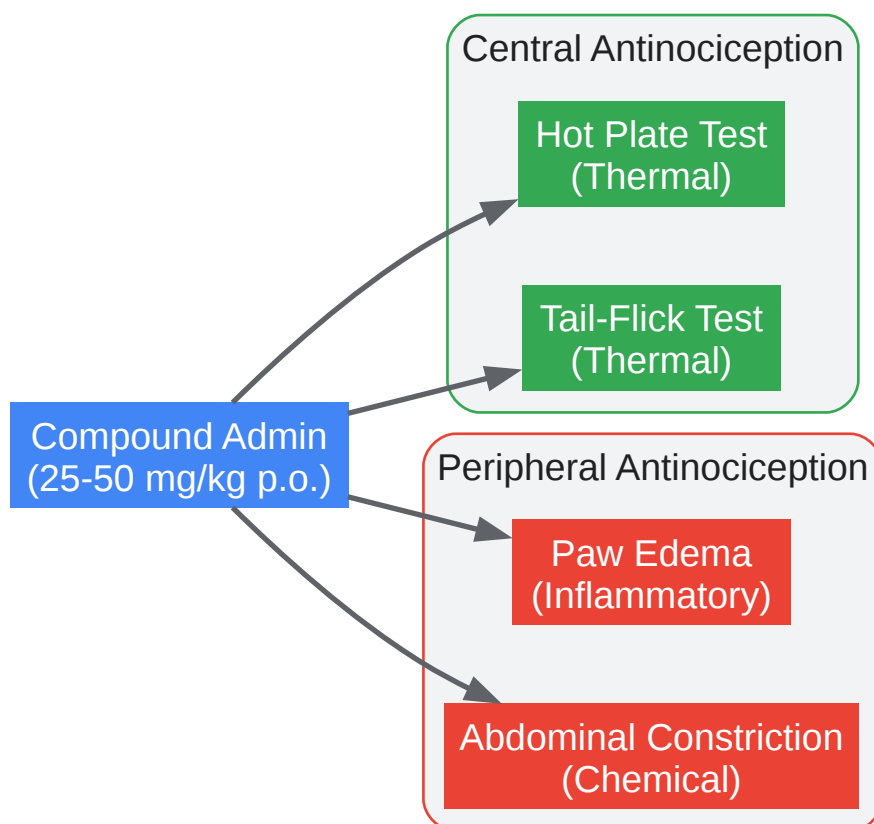 Central Antinociception
Hot Plate Test
(Thermal)
Tail-Flick Test
(Thermal)
Compound Admin
(25-50 mg/kg p.o.)
Peripheral Antinociception
Paw Edema
(Inflammatory)
Abdominal Constriction
(Chemical)